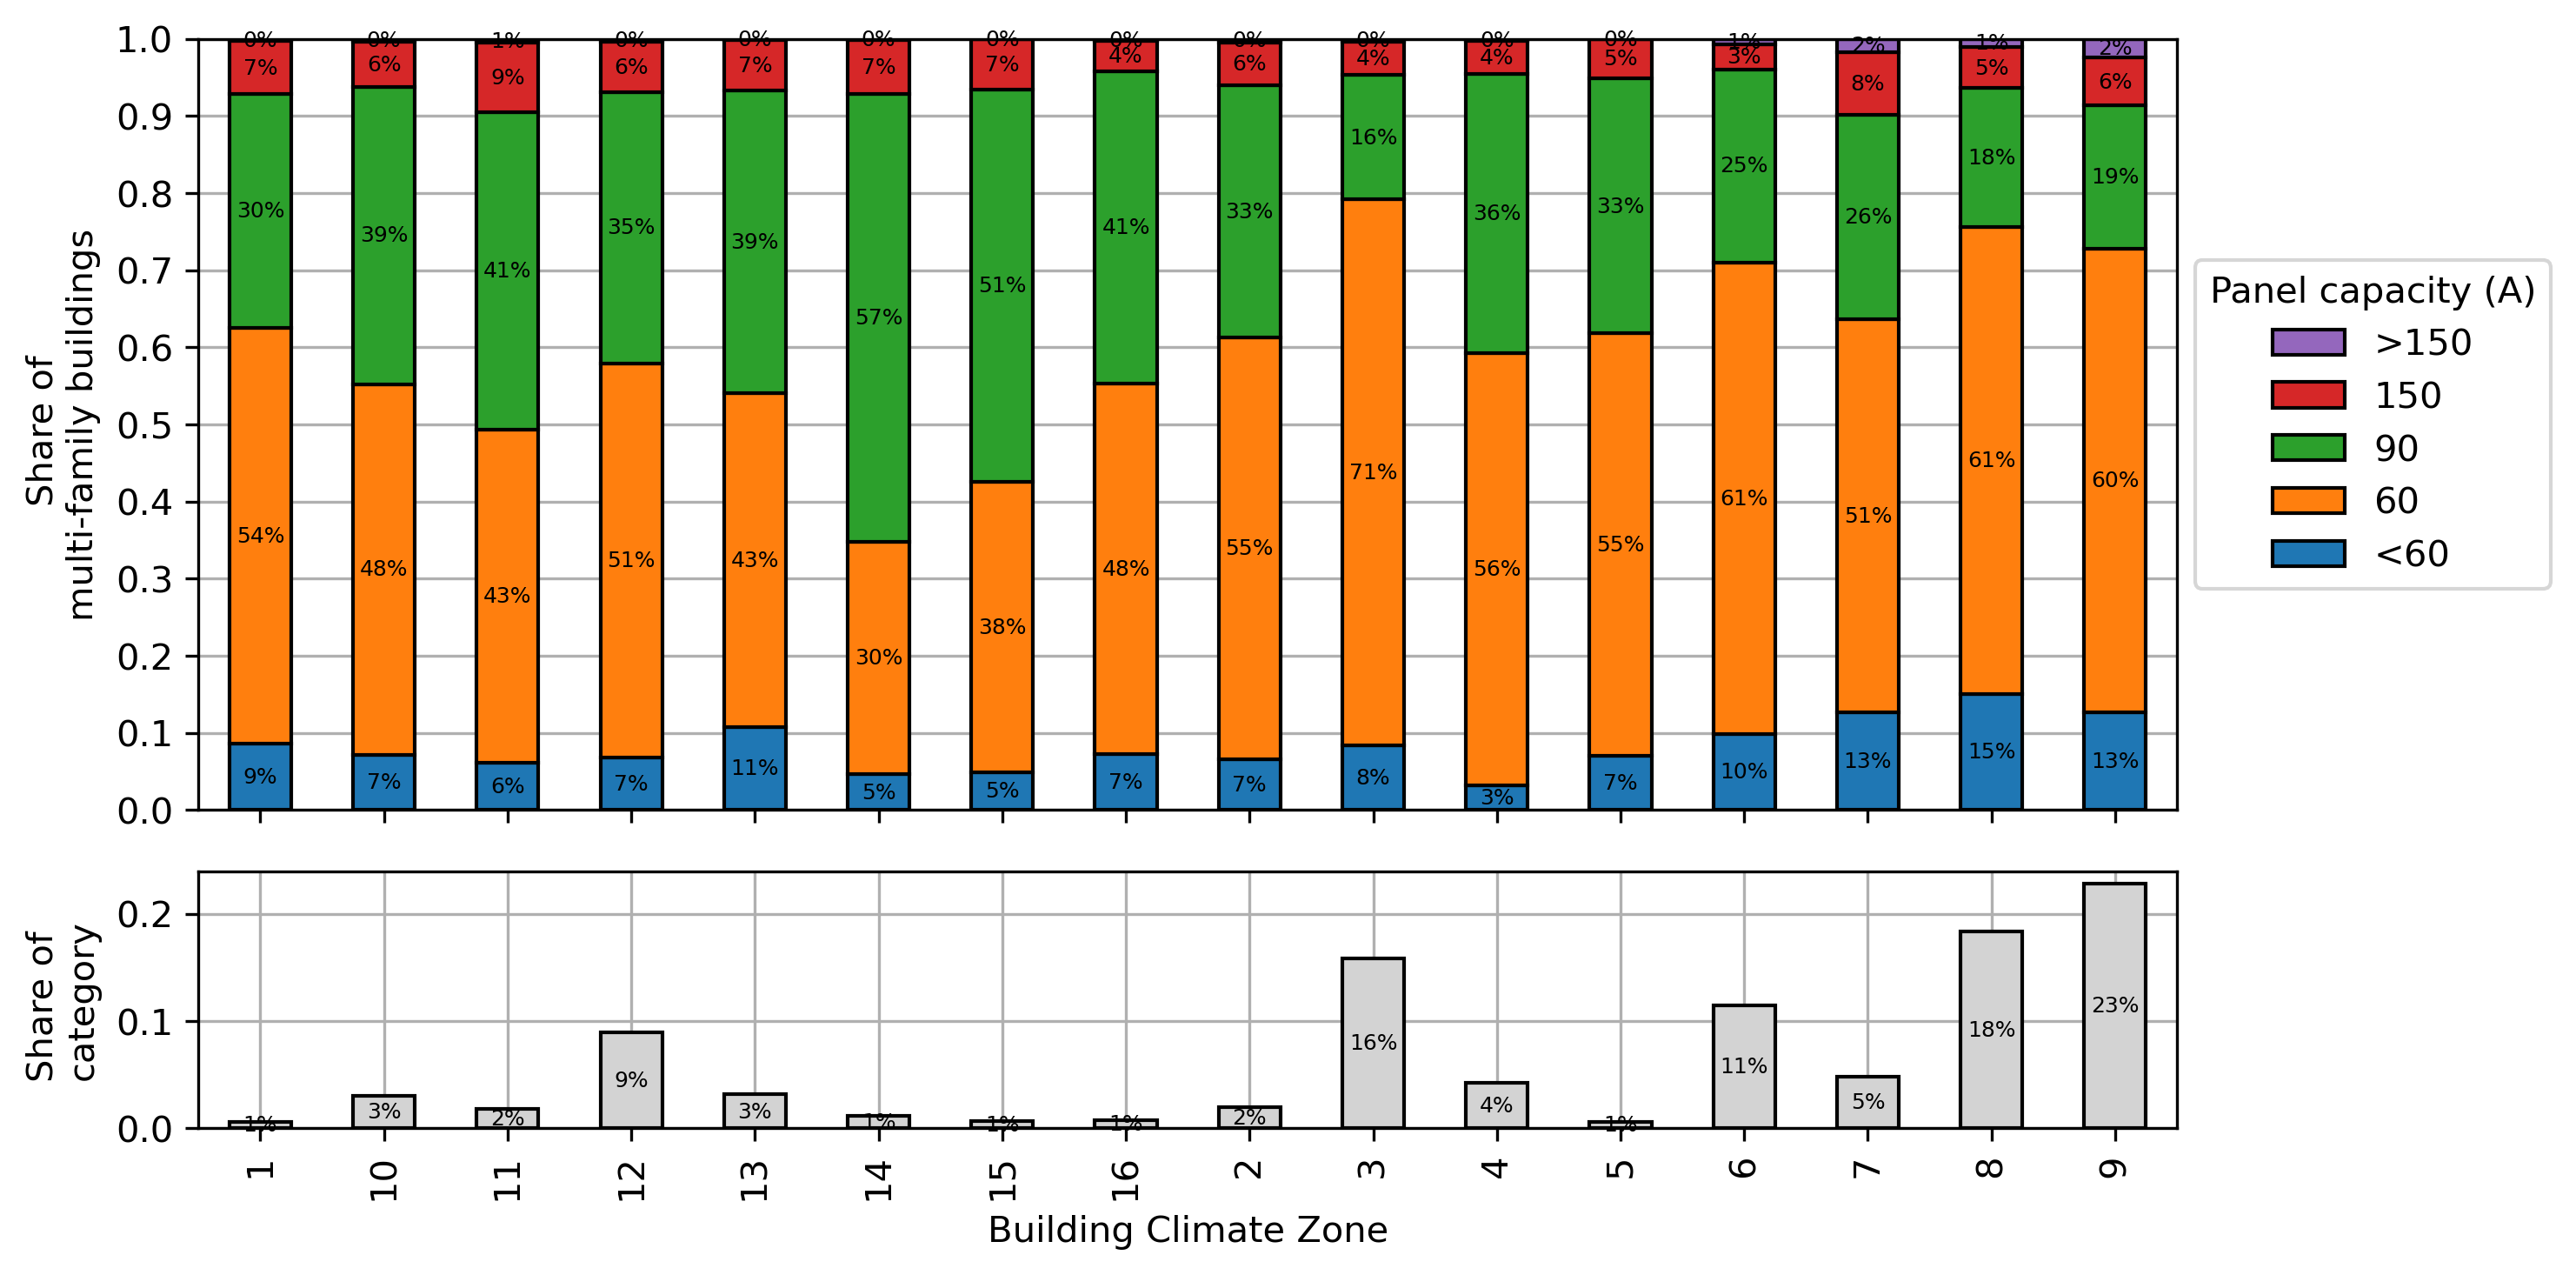 1.0
0.9
0.8
0.7
0.6
0.5
0.4
0.3
0.2
0.1
0.0
Share of
multi-family buildings
0% 0% 1% 0% 0% 0% 0% 0% 0% 0% 0% 0% 1% 2% 1% 2%
7% 6% 9% 6% 7% 7% 7% 4% 6% 4% 4% 5% 3% 8% 5% 6%
30% 39% 41% 35% 39% 57% 51% 41% 33% 16% 36% 33% 25% 26% 18% 19%
54% 48% 43% 51% 43% 30% 38% 48% 55% 71% 56% 55% 61% 51% 61% 60%
9% 7% 6% 7% 11% 5% 5% 7% 7% 8% 3% 7% 10% 13% 15% 13%
Panel capacity (A)
>150
150
90
60
<60
0.2
0.1
0.0
Share of
category
1% 3% 2% 9% 3% 1% 1% 1% 2% 16% 4% 1% 11% 5% 18% 23%
1 10 11 12 13 14 15 16 2 3 4 5 6 7 8 9
Building Climate Zone